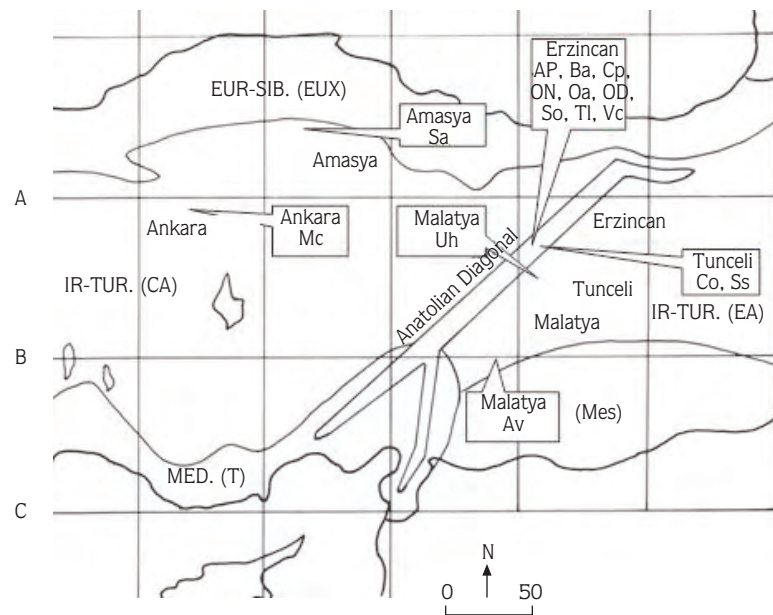 EUR-SIB. (EUX)
Erzincan
AP, Ba, Cp,
ON, Oa, OD,
So, Tl, Vc
Amasya
Sa
Amasya
A
Ankara
Ankara
Mc
Malatya
Uh
Erzincan
Anatolian Diagonal
Tunceli
Co, Ss
IR-TUR. (CA)
Tunceli
IR-TUR. (EA)
Malatya
B
Malatya
Av
(Mes)
MED. (T)
C
N
0 50